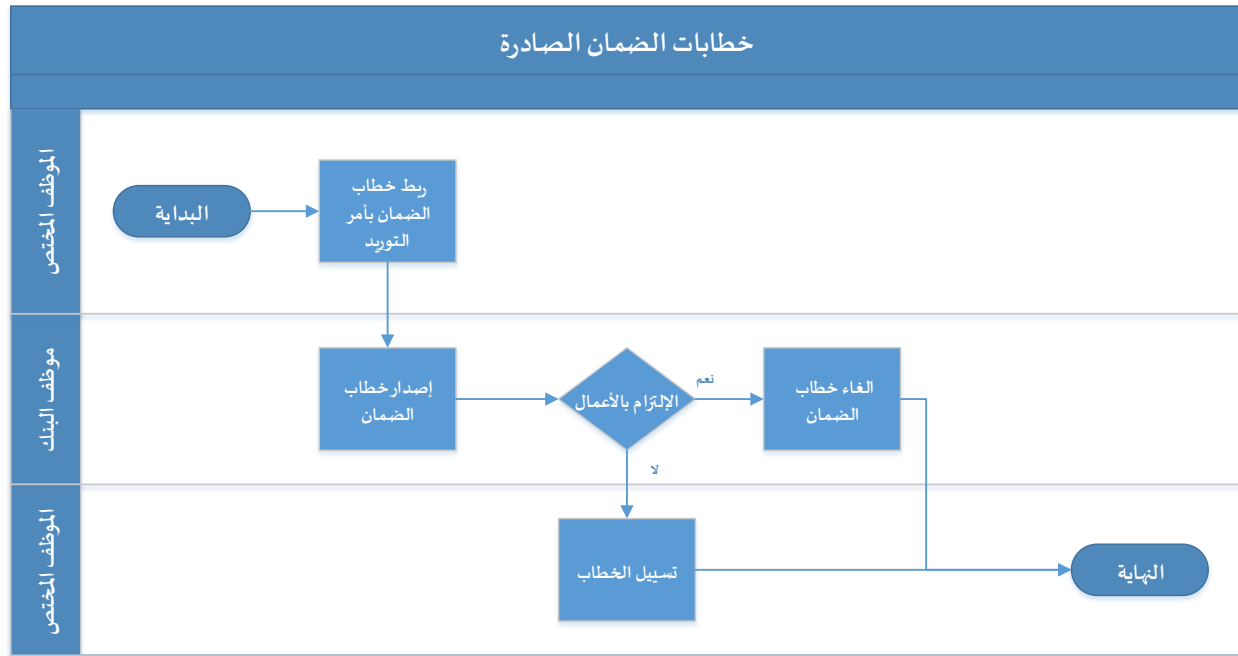 خطابات الضمان الصادرة
الموظف المختص
البداية
ربط خطاب
الضمان بأمر
التوريد
موظف البنك
إصدار خطاب
الضمان
الإلتزام بالأعمال
نعم
الغاء خطاب
الضمان
لا
الموظف المختص
تسييل الخطاب
النهاية